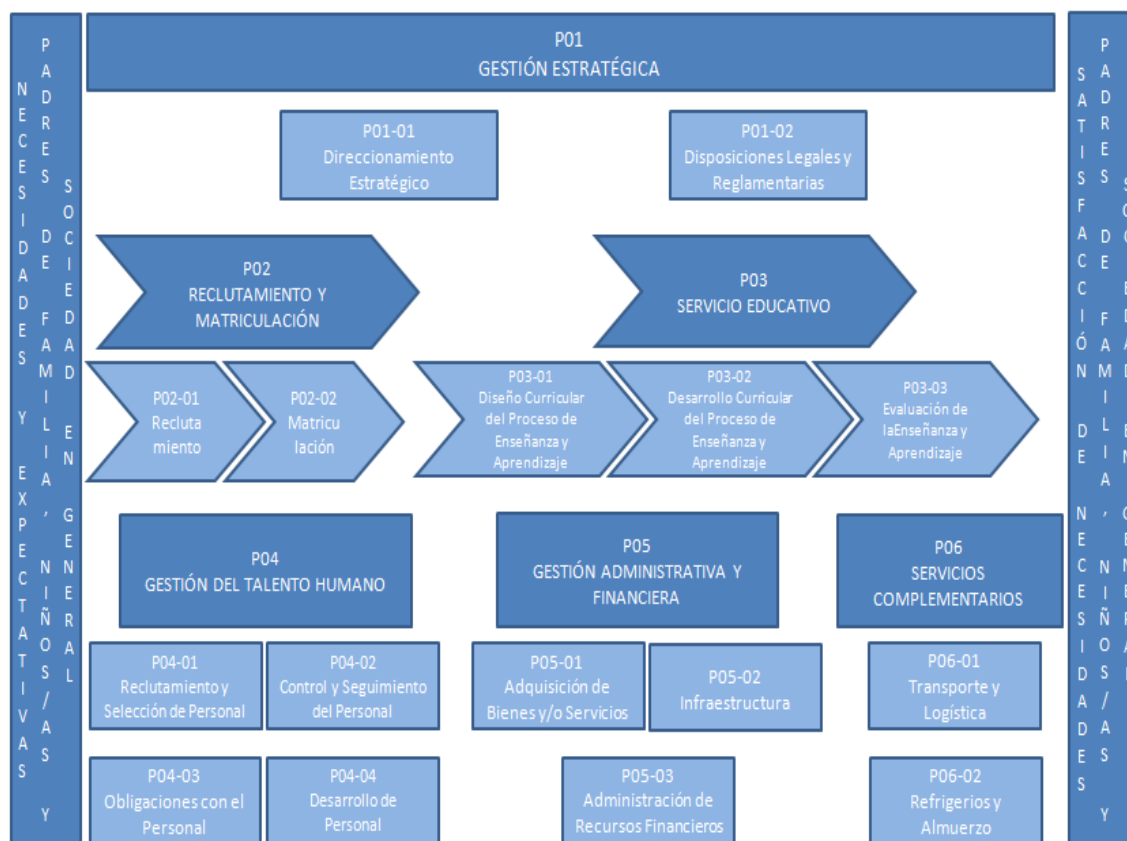 NECESIDADES Y EXPECTATIVAS
PADRES DE FAMILIA, NIÑOS/AS Y
SOCIEDAD EN GENERAL
P01
GESTIÓN ESTRATÉGICA
P01-01
Direccionamiento
Estratégico
P01-02
Disposiciones Legales y
Reglamentarias
P02
RECLUTAMIENTO Y
MATRICULACIÓN
P03
SERVICIO EDUCATIVO
P02-01
Recluta
miento
P02-02
Matricu
lación
P03-01
Diseño Curricular
del Proceso de
Enseñanza y
Aprendizaje
P03-02
Desarrollo Curricular
del Proceso de
Enseñanza y
Aprendizaje
P03-03
Evaluación de
laEnseñanza y
Aprendizaje
P04
GESTIÓN DEL TALENTO HUMANO
P05
GESTIÓN ADMINISTRATIVA Y
FINANCIERA
P06
SERVICIOS
COMPLEMENTARIOS
P04-01
Reclutamiento y
Selección de Personal
P04-02
Control y Seguimiento
del Personal
P05-01
Adquisición de
Bienes y/o Servicios
P05-02
Infraestructura
P06-01
Transporte y
Logística
P04-03
Obligaciones con el
Personal
P04-04
Desarrollo de
Personal
P05-03
Administración de
Recursos Financieros
P06-02
Refrigerios y
Almuerzo
SATISFACCIÓN DE NECESIDADES
PADRES DE FAMILIA, NIÑOS/AS Y
SOCIEDAD EN GENERAL